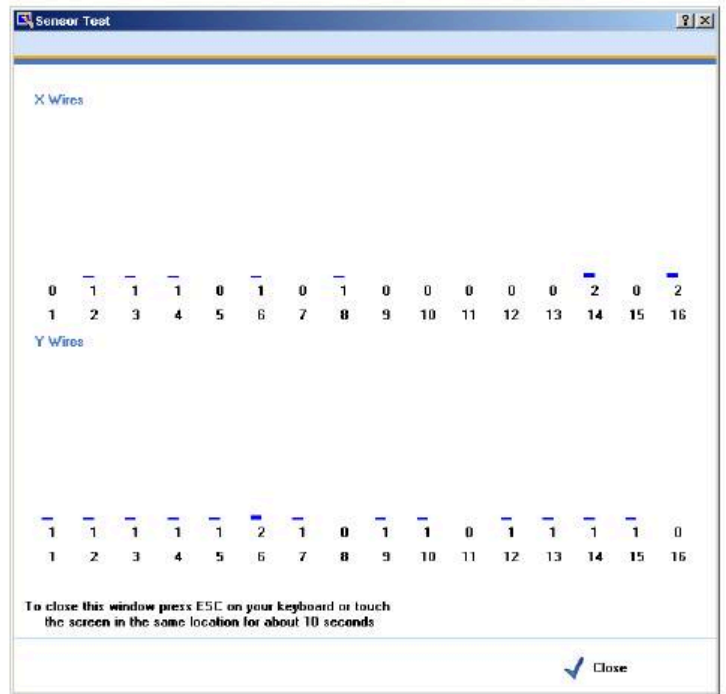 Sensor Test
X Wires
0 1 1 1 0 1 0 1 0 0 0 0 0 2 0 2
1 2 3 4 5 6 7 8 9 10 11 12 13 14 15 16
Y Wires
1 1 1 1 1 2 1 0 1 1 0 1 1 1 1 0
1 2 3 4 5 6 7 8 9 10 11 12 13 14 15 16
To close this window press ESC on your keyboard or touch
the screen in the same location for about 10 seconds
Close